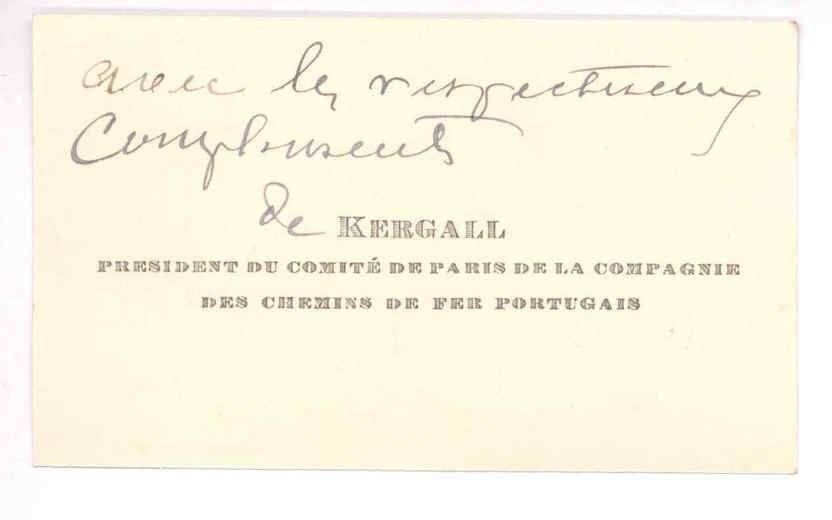 avec les respectueux
Compliments
de KERGALL
PRESIDENT DU COMITÉ DE PARIS DE LA COMPAGNIE
DES CHEMINS DE FER PORTUGAIS